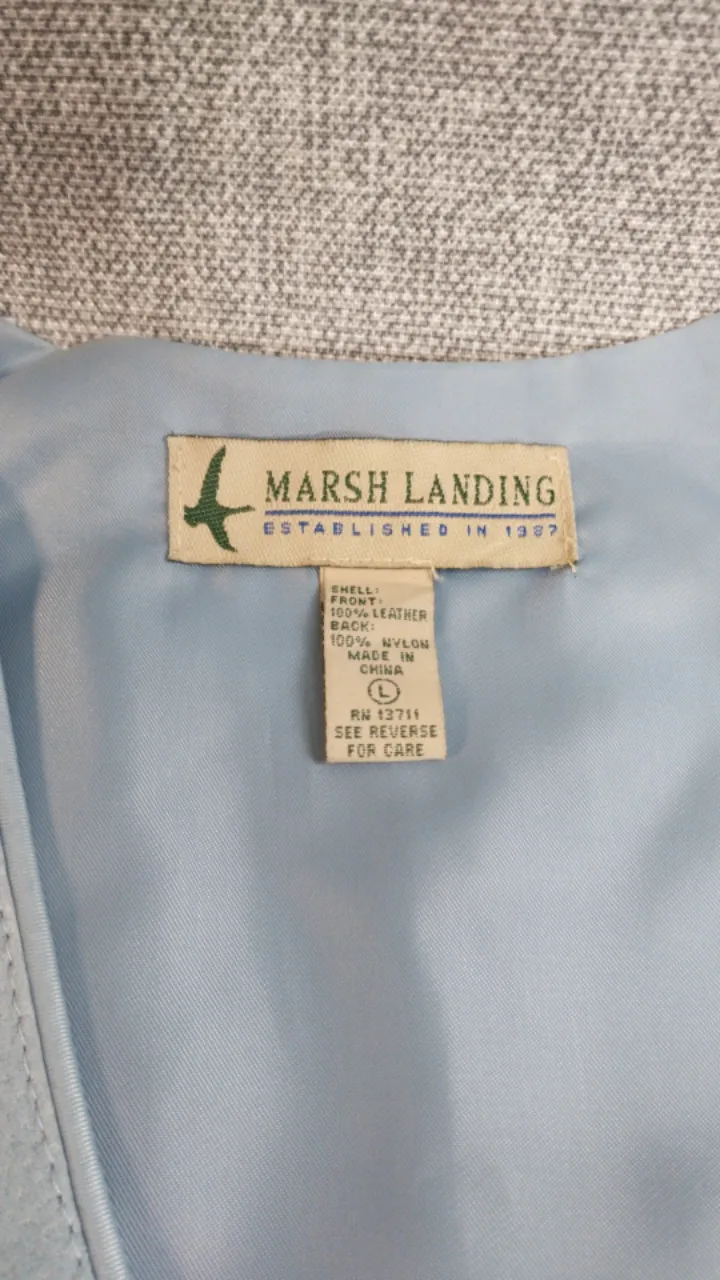 MARSH LANDING
ESTABLISHED IN 1987
SHELL:
FRONT:
100% LEATHER
BACK:
100% NYLON
MADE IN
CHINA
L
RN 13711
SEE REVERSE
FOR CARE